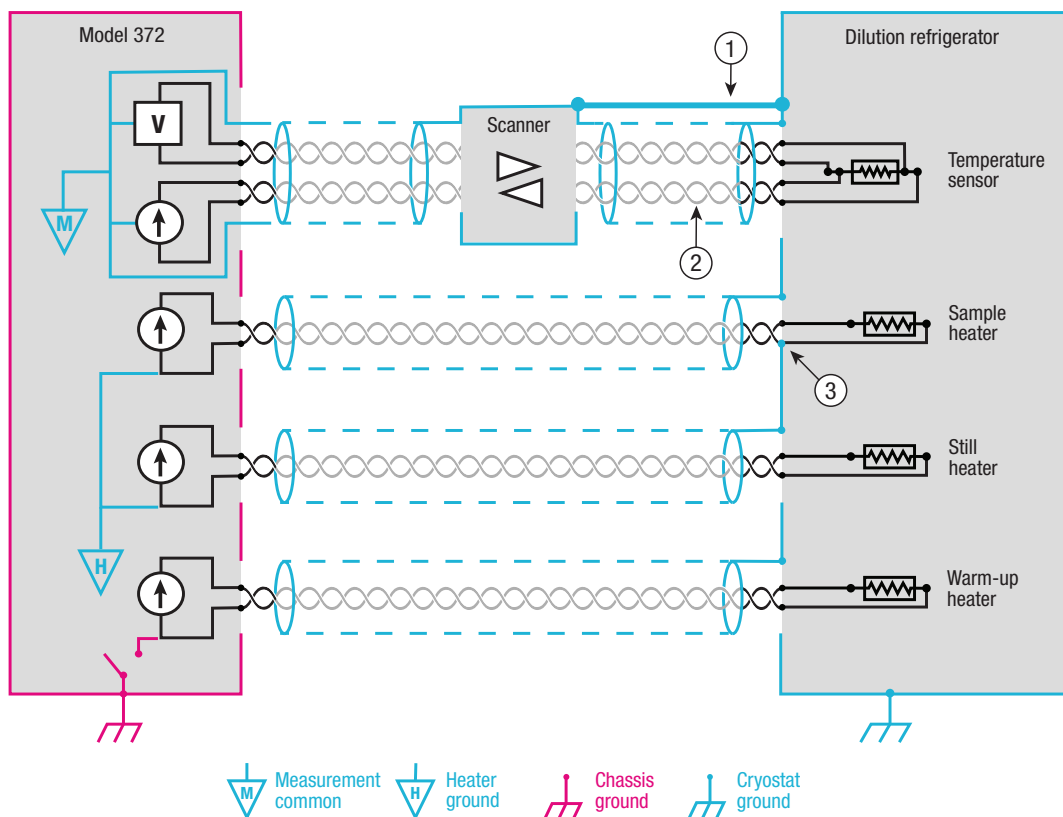 Model 372
Dilution refrigerator
1
V
Scanner
Temperature
sensor
M
2
Sample
heater
3
Still
heater
H
Warm-up
heater
M
Measurement
common
H
Heater
ground
Chassis
ground
Cryostat
ground